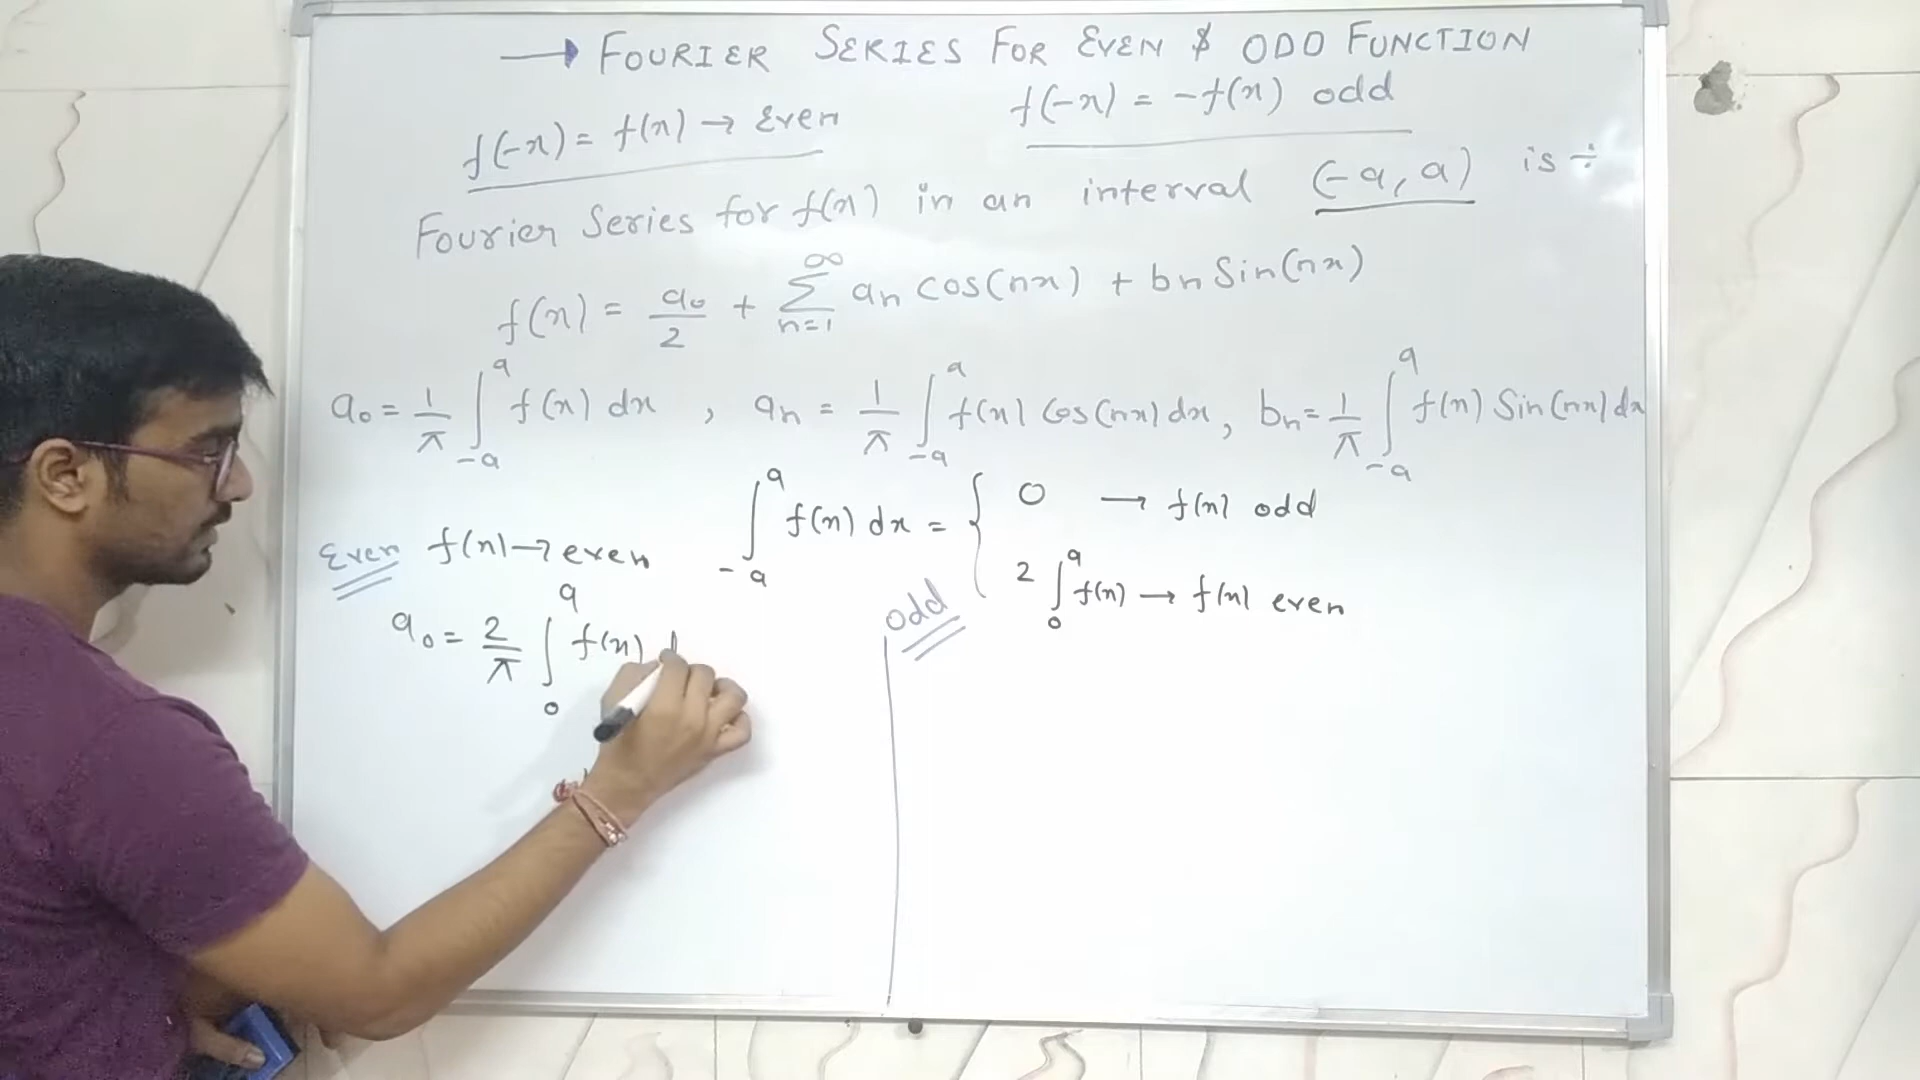 → FOURIER SERIES FOR EVEN & ODD FUNCTION
f(-x) = f(x) → Even
f(-x) = -f(x) odd
Fourier Series for f(x) in an interval (-a, a) is ÷
f(x) = a₀/2 + ∑_{n=1}^{∞} aₙ cos(nx) + bₙ Sin(nx)
a₀ = 1/π ∫_{-a}^{a} f(x) dx , aₙ = 1/π ∫_{-a}^{a} f(x) Cos(nx) dx, bₙ = 1/π ∫_{-a}^{a} f(x) Sin(nx) dx
∫_{-a}^{a} f(x) dx = { 0 → f(x) odd
2 ∫_{0}^{a} f(x) → f(x) even
Even f(x) → even
a₀ = 2/π ∫_{0}^{a} f(x)
odd